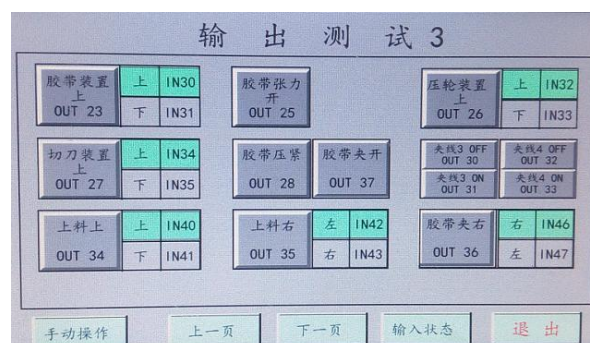 输出测试3
胶带装置 上 IN30
上
OUT 23 下 IN31
胶带张力
开
OUT 25
压轮装置 上 IN32
上
OUT 26 下 IN33
切刀装置 上 IN34
上
OUT 27 下 IN35
胶带压紧
OUT 28
胶带夹开
OUT 37
夹线3 OFF
OUT 30
夹线4 OFF
OUT 32
夹线3 ON
OUT 31
夹线4 ON
OUT 33
上料上 上 IN40
OUT 34 下 IN41
上料右 左 IN42
OUT 35 右 IN43
胶带夹右 右 IN46
OUT 36 左 IN47
手动操作 上一页 下一页 输入状态 退出